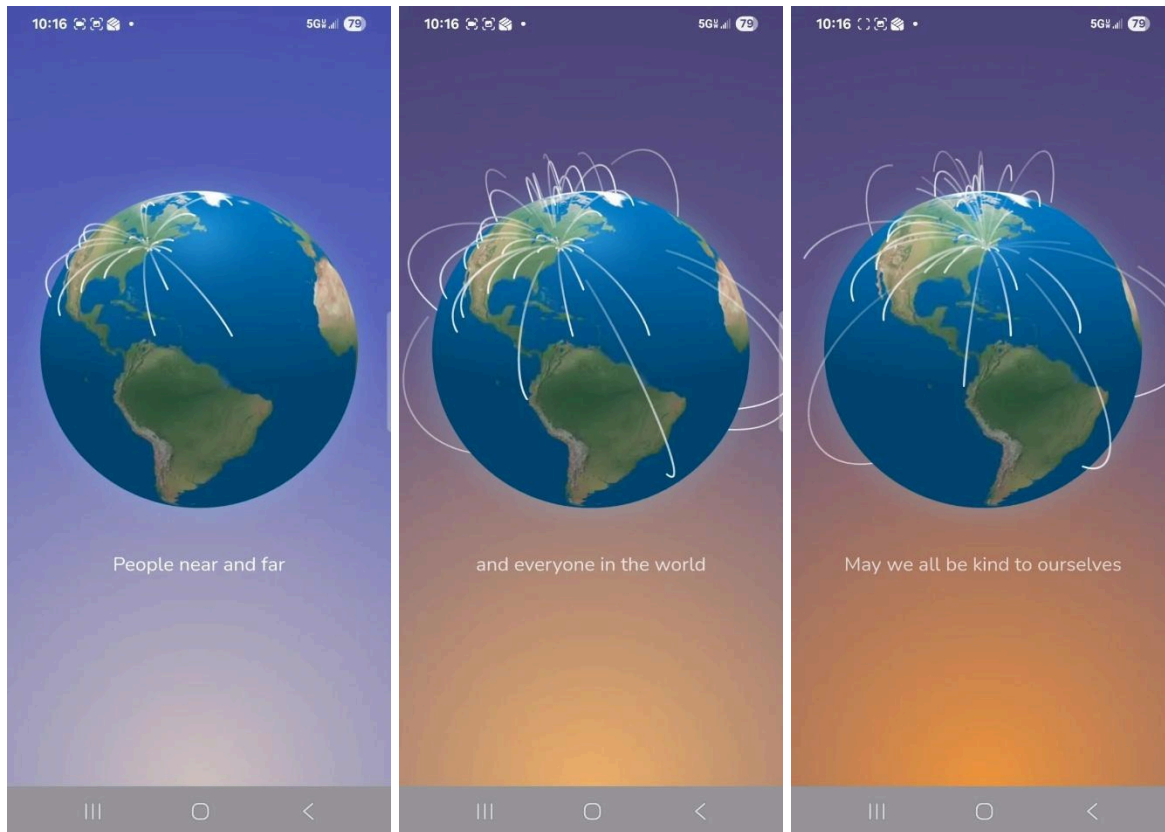 10:16
5G
79
People near and far
10:16
5G
79
and everyone in the world
10:16
5G
79
May we all be kind to ourselves